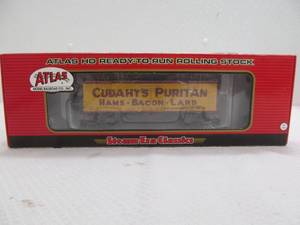 ATLAS HO READY-TO-RUN ROLLING STOCK
ATLAS
MODEL RAILROAD CO., INC.
CUDAHY'S PURITAN
HAMS-BACON-LARD
Steam Era Classics